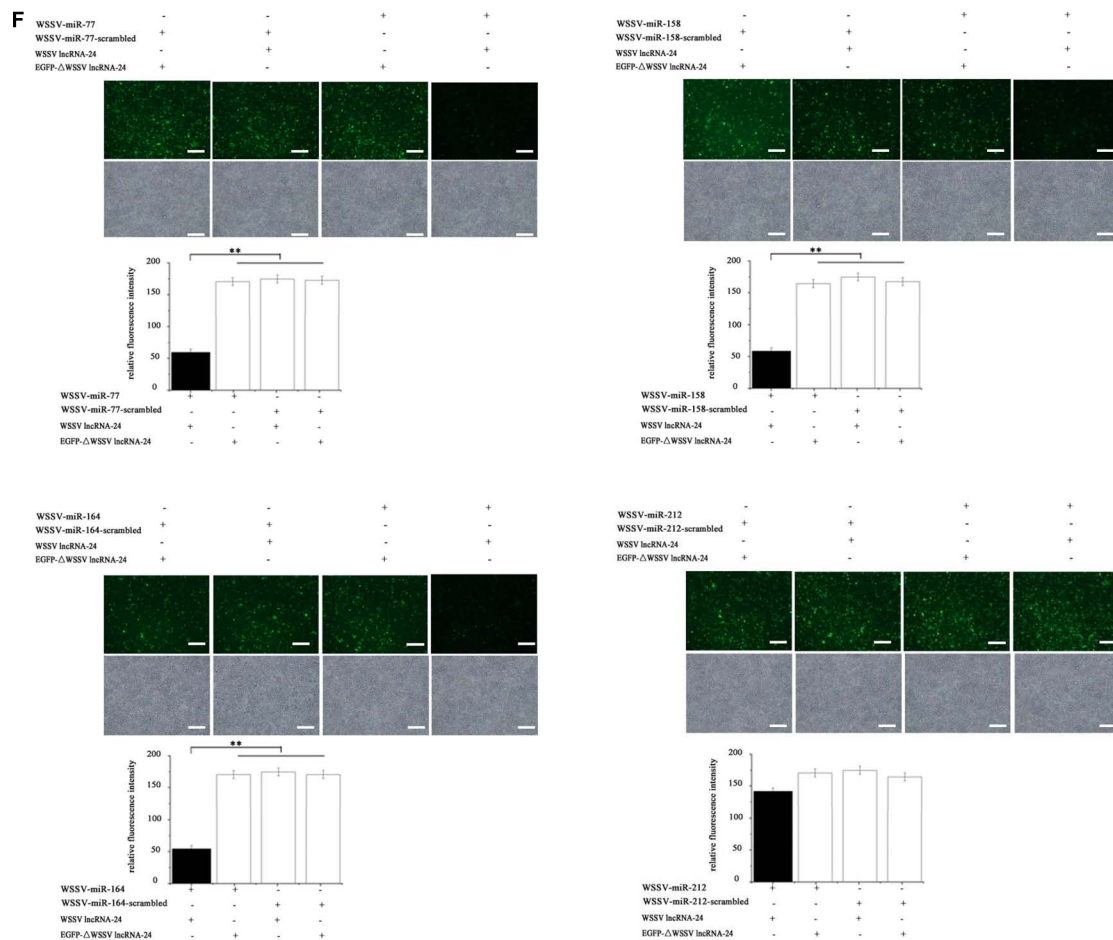 F
WSSV-miR-77 - - + +
WSSV-miR-77-scrambled + + - -
WSSV lncRNA-24 - + - +
EGFP-△WSSV lncRNA-24 + - + -
**
relative fluorescence intensity
200
150
100
50
0
WSSV-miR-77 + + - -
WSSV-miR-77-scrambled - - + +
WSSV lncRNA-24 + - + -
EGFP-△WSSV lncRNA-24 - + - +
WSSV-miR-158 - - + +
WSSV-miR-158-scrambled + + - -
WSSV lncRNA-24 - + - +
EGFP-△WSSV lncRNA-24 + - + -
**
relative fluorescence intensity
200
150
100
50
0
WSSV-miR-158 + + - -
WSSV-miR-158-scrambled - - + +
WSSV lncRNA-24 + - + -
EGFP-△WSSV lncRNA-24 - + - +
WSSV-miR-164 - - + +
WSSV-miR-164-scrambled + + - -
WSSV lncRNA-24 - + - +
EGFP-△WSSV lncRNA-24 + - + -
**
relative fluorescence intensity
200
150
100
50
0
WSSV-miR-164 + + - -
WSSV-miR-164-scrambled - - + +
WSSV lncRNA-24 + - + -
EGFP-△WSSV lncRNA-24 - + - +
WSSV-miR-212 - - + +
WSSV-miR-212-scrambled + + - -
WSSV lncRNA-24 - + - +
EGFP-△WSSV lncRNA-24 + - + -
relative fluorescence intensity
200
150
100
50
0
WSSV-miR-212 + + - -
WSSV-miR-212-scrambled - - + +
WSSV lncRNA-24 + - + -
EGFP-△WSSV lncRNA-24 - + - +